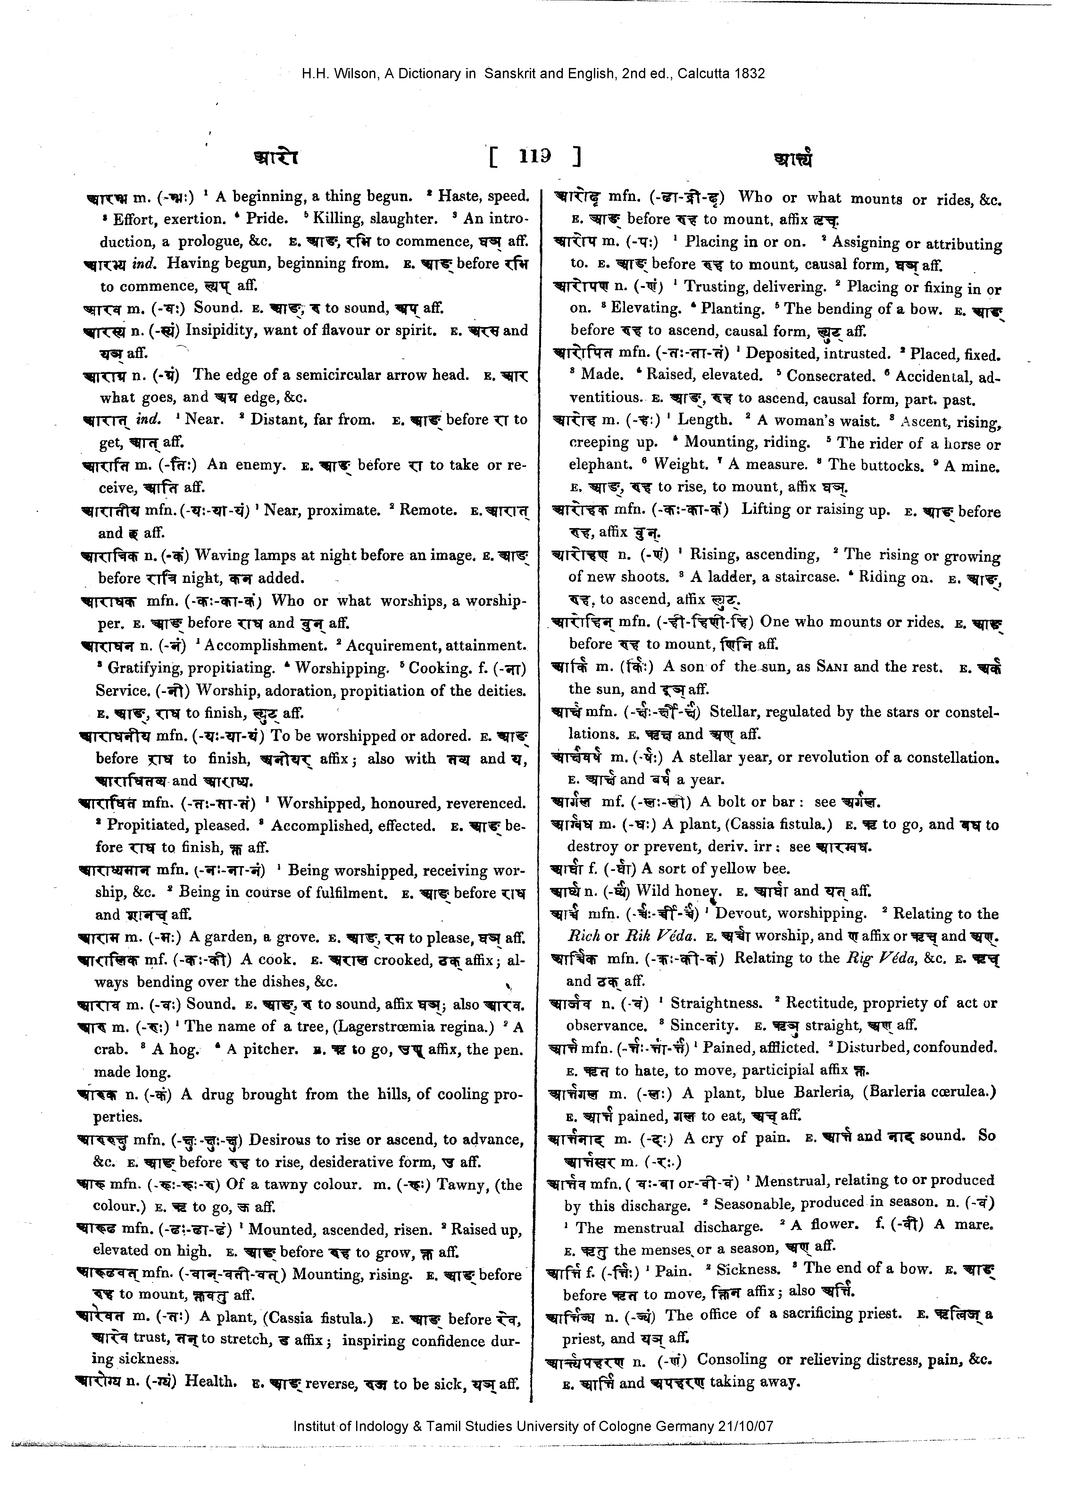 H.H. Wilson, A Dictionary in Sanskrit and English, 2nd ed., Calcutta 1832
आरो [ 119 ] आर्त्त्य
आरम्भ m. (-म्भः) ¹ A beginning, a thing begun. ² Haste, speed.
³ Effort, exertion. ⁴ Pride. ⁵ Killing, slaughter. ³ An intro-
duction, a prologue, &c. E. आङ्, रभि to commence, घञ् aff.
आरभ्य ind. Having begun, beginning from. E. आङ् before रभि
to commence, ल्यप् aff.
आरव m. (-वः) Sound. E. आङ्, रु to sound, अप् aff.
आरस्य n. (-स्यं) Insipidity, want of flavour or spirit. E. अरस and
यञ् aff.
आराग्र n. (-ग्रं) The edge of a semicircular arrow head. E. आर
what goes, and अग्र edge, &c.
आरात् ind. ¹ Near. ² Distant, far from. E. आङ् before रा to
get, आत् aff.
आराति m. (-तिः) An enemy. E. आङ् before रा to take or re-
ceive, आति aff.
आरातीय mfn. (-यः-या-यं) ¹ Near, proximate. ² Remote. E. आरात्
and छ aff.
आरात्रिक n. (-कं) Waving lamps at night before an image. E. आङ्
before रात्रि night, कन added.
आराधक mfn. (-कः-का-कं) Who or what worships, a worship-
per. E. आङ् before राध and वुन् aff.
आराधन n. (-नं) ¹ Accomplishment. ² Acquirement, attainment.
³ Gratifying, propitiating. ⁴ Worshipping. ⁵ Cooking. f. (-ना)
Service. (-नी) Worship, adoration, propitiation of the deities.
E. आङ्, राध to finish, ल्युट aff.
आराधनीय mfn. (-यः-या-यं) To be worshipped or adored. E. आङ्
before राध to finish, अनीयर् affix; also with तव्य and य,
आराधितव्य and आराध्य.
आराधित mfn. (-तः-ता-तं) ¹ Worshipped, honoured, reverenced.
² Propitiated, pleased. ³ Accomplished, effected. E. आङ् be-
fore राध to finish, क्त aff.
आराध्यमान mfn. (-नः-ना-नं) ¹ Being worshipped, receiving wor-
ship, &c. ² Being in course of fulfilment. E. आङ् before राध
and शानच् aff.
आराम m. (-मः) A garden, a grove. E. आङ्, रम to please, घञ् aff.
आरालिक mf. (-कः-की) A cook. E. अराल crooked, ठक् affix; al-
ways bending over the dishes, &c.
आराव m. (-वः) Sound. E. आङ्, रु to sound, affix घञ्; also आरव.
आरु m. (-रुः) ¹ The name of a tree, (Lagerstrœmia regina.) ² A
crab. ³ A hog. ⁴ A pitcher. E. ऋ to go, उण् affix, the pen.
made long.
आरुक n. (-कं) A drug brought from the hills, of cooling pro-
perties.
आरुरुक्षु mfn. (-क्षुः-क्षुः-क्षु) Desirous to rise or ascend, to advance,
&c. E. आङ् before रुह to rise, desiderative form, उ aff.
आरू mfn. (-रूः-रूः-रु) Of a tawny colour. m. (-रूः) Tawny, (the
colour.) E. ऋ to go, ऊ aff.
आरूढ mfn. (-ढः-ढा-ढं) ¹ Mounted, ascended, risen. ² Raised up,
elevated on high. E. आङ् before रुह to grow, क्त aff.
आरूढवत् mfn. (-वान्-वती-वत्) Mounting, rising. E. आङ् before
रुह to mount, क्तवतु aff.
आरेवत m. (-तः) A plant, (Cassia fistula.) E. आङ् before रेव,
आरेव trust, तन् to stretch, ड affix; inspiring confidence dur-
ing sickness.
आरोग्य n. (-ग्यं) Health. E. आङ् reverse, रुज to be sick, यञ् aff.
आरोढृ mfn. (-ढा-ढ्री-ढृ) Who or what mounts or rides, &c.
E. आङ् before रुह to mount, affix तृच्.
आरोप m. (-पः) ¹ Placing in or on. ² Assigning or attributing
to. E. आङ् before रुह to mount, causal form, घञ् aff.
आरोपण n. (-णं) ¹ Trusting, delivering. ² Placing or fixing in or
on. ³ Elevating. ⁴ Planting. ⁵ The bending of a bow. E. आङ्
before रुह to ascend, causal form, ल्युट् aff.
आरोपित mfn. (-तः-ता-तं) ¹ Deposited, intrusted. ² Placed, fixed.
³ Made. ⁴ Raised, elevated. ⁵ Consecrated. ⁶ Accidental, ad-
ventitious. E. आङ्, रुह to ascend, causal form, part. past.
आरोह m. (-हः) ¹ Length. ² A woman's waist. ³ Ascent, rising,
creeping up. ⁴ Mounting, riding. ⁵ The rider of a horse or
elephant. ⁶ Weight. ⁷ A measure. ⁸ The buttocks. ⁹ A mine.
E. आङ्, रुह to rise, to mount, affix घञ्.
आरोहक mfn. (-कः-का-कं) Lifting or raising up. E. आङ् before
रुह, affix वुन्.
आरोहण n. (-णं) ¹ Rising, ascending, ² The rising or growing
of new shoots. ³ A ladder, a staircase. ⁴ Riding on. E. आङ्,
रुह, to ascend, affix ल्युट्.
आरोहिन् mfn. (-ही-हिणी-हि) One who mounts or rides. E. आङ्
before रुह to mount, णिनि aff.
आर्कि m. (र्किः) A son of the sun, as SANI and the rest. E. अर्क
the sun, and इञ् aff.
आर्क्ष mfn. (-र्क्षः-र्क्षी-र्क्षं) Stellar, regulated by the stars or constel-
lations. E. ऋक्ष and अण् aff.
आर्क्षवर्ष m. (-र्षः) A stellar year, or revolution of a constellation.
E. आर्क्ष and वर्ष a year.
आर्गल mf. (-लः-ली) A bolt or bar: see अर्गल.
आर्ग्वध m. (-धः) A plant, (Cassia fistula.) E. ऋ to go, and बध to
destroy or prevent, deriv. irr: see आरग्वध.
आर्घा f. (-र्घा) A sort of yellow bee.
आर्घ्य n. (-र्घ्यं) Wild honey. E. आर्घा and यत् aff.
आर्च mfn. (-र्चः-र्ची-र्चं) ¹ Devout, worshipping. ² Relating to the
Rich or Rik Véda. E. अर्चा worship, and ण affix or ऋच् and अण्.
आर्चिक mfn. (-कः-की-कं) Relating to the Rig Véda, &c. E. ऋच्
and ठक् aff.
आर्जव n. (-वं) ¹ Straightness. ² Rectitude, propriety of act or
observance. ³ Sincerity. E. ऋजु straight, अण् aff.
आर्त्त mfn. (-र्त्तः-र्त्ता-र्त्तं) ¹ Pained, afflicted. ² Disturbed, confounded.
E. ऋत to hate, to move, participial affix क्त.
आर्त्तगल m. (-लः) A plant, blue Barleria, (Barleria cœrulea.)
E. आर्त्त pained, गल to eat, अच् aff.
आर्त्तनाद m. (-दः) A cry of pain. E. आर्त्त and नाद sound. So
आर्त्तस्वर m. (-रः.)
आर्त्तव mfn. ( वः-वा or-वी-वं) ¹ Menstrual, relating to or produced
by this discharge. ² Seasonable, produced in season. n. (-वं)
¹ The menstrual discharge. ² A flower. f. (-वी) A mare.
E. ऋतु the menses, or a season, अण् aff.
आर्त्ति f. (-र्त्तिः) ¹ Pain. ² Sickness. ³ The end of a bow. E. आङ्
before ऋत to move, क्तिन् affix; also अर्त्ति.
आर्त्विज्य n. (-ज्यं) The office of a sacrificing priest. E. ऋत्विज् a
priest, and यञ् aff.
आर्त्त्यपहरण n. (-णं) Consoling or relieving distress, pain, &c.
E. आर्त्ति and अपहरण taking away.
Institut of Indology & Tamil Studies University of Cologne Germany 21/10/07